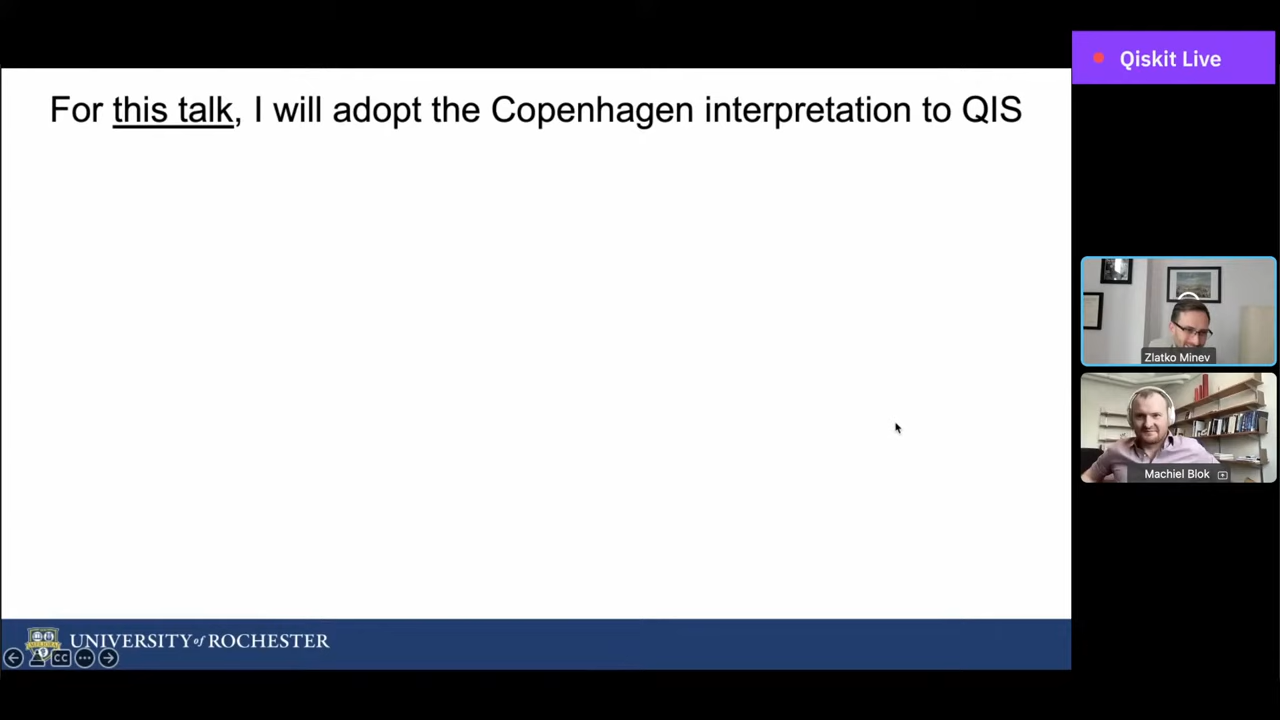 For this talk, I will adopt the Copenhagen interpretation to QIS
Qiskit Live
Zlatko Minev
Machiel Blok
UNIVERSITY of ROCHESTER
CC